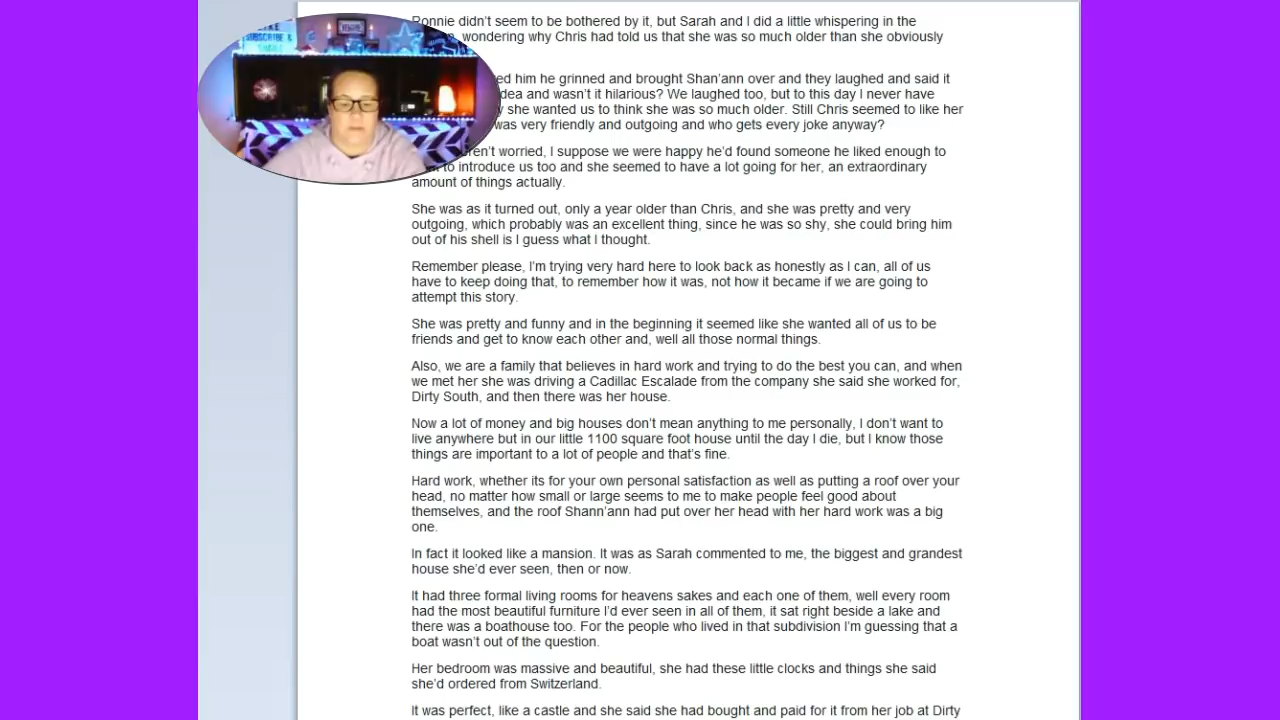 SUBSCRIBE &
Ronnie didn't seem to be bothered by it, but Sarah and I did a little whispering in the
wondering why Chris had told us that she was so much older than she obviously
ed him he grinned and brought Shan'ann over and they laughed and said it
dea and wasn't it hilarious? We laughed too, but to this day I never have
y she wanted us to think she was so much older. Still Chris seemed to like her
was very friendly and outgoing and who gets every joke anyway?
ren't worried, I suppose we were happy he'd found someone he liked enough to
to introduce us too and she seemed to have a lot going for her, an extraordinary
amount of things actually.
She was as it turned out, only a year older than Chris, and she was pretty and very
outgoing, which probably was an excellent thing, since he was so shy, she could bring him
out of his shell is I guess what I thought.
Remember please, I'm trying very hard here to look back as honestly as I can, all of us
have to keep doing that, to remember how it was, not how it became if we are going to
attempt this story.
She was pretty and funny and in the beginning it seemed like she wanted all of us to be
friends and get to know each other and, well all those normal things.
Also, we are a family that believes in hard work and trying to do the best you can, and when
we met her she was driving a Cadillac Escalade from the company she said she worked for,
Dirty South, and then there was her house.
Now a lot of money and big houses don't mean anything to me personally, I don't want to
live anywhere but in our little 1100 square foot house until the day I die, but I know those
things are important to a lot of people and that's fine.
Hard work, whether its for your own personal satisfaction as well as putting a roof over your
head, no matter how small or large seems to me to make people feel good about
themselves, and the roof Shann'ann had put over her head with her hard work was a big
one.
In fact it looked like a mansion. It was as Sarah commented to me, the biggest and grandest
house she'd ever seen, then or now.
It had three formal living rooms for heavens sakes and each one of them, well every room
had the most beautiful furniture I'd ever seen in all of them, it sat right beside a lake and
there was a boathouse too. For the people who lived in that subdivision I'm guessing that a
boat wasn't out of the question.
Her bedroom was massive and beautiful, she had these little clocks and things she said
she'd ordered from Switzerland.
It was perfect, like a castle and she said she had bought and paid for it from her job at Dirty